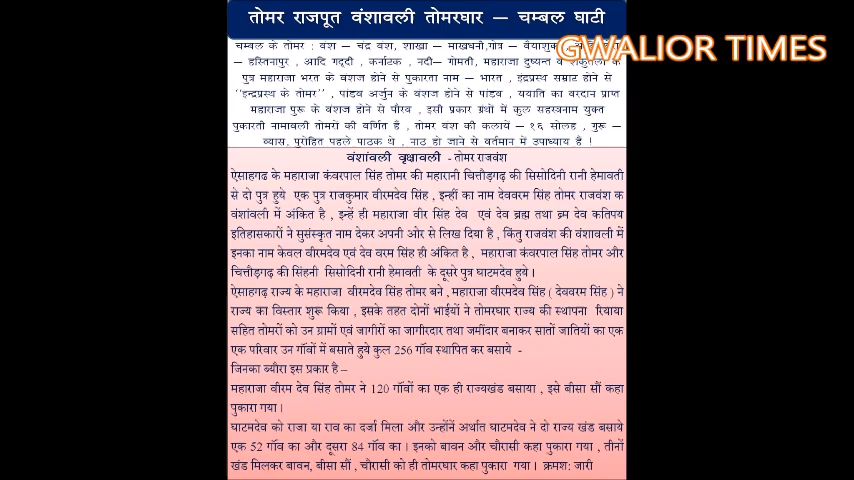 तोमर राजपूत वंशावली तोमरघार – चम्बल घाटी
GWALIOR TIMES
चम्बल के तोमर : वंश – चंद्र वंश, शाखा – माखधनी,गोत्र –
– हस्तिनापुर , आदि गद्दी , कर्नाटक , नदी– गोमती, महाराजा दुष्यन्त व शकुंतला के
पुत्र महाराजा भरत के वंशज होने से पुकारता नाम – भारत , इंद्रप्रस्थ सम्राट होने से
‘‘इन्द्रप्रस्थ के तोमर’’ , पांडव अर्जुन के वंशज होने से पांडव , ययाति का वरदान प्राप्त
महाराजा पुरू के वंशज होने से पौरव , इसी प्रकार ग्रंथों में कुल सहस्त्रनाम युक्त
पुकारती नामावली तोमरों की वर्णित है , तोमर वंश की कलायें – १६ सोलह , गुरू –
व्यास, पुरोहित पहले पाठक थे , नाठ हो जाने से वर्तमान में उपाध्याय हैं !
वंशांवली वृक्षावली - तोमर राजवंश
ऐसाहगढ के महाराजा कंवरपाल सिंह तोमर की महारानी चित्तौड़गढ़ की सिसोदिनी रानी हेमावती
से दो पुत्र हुये एक पुत्र राजकुमार वीरमदेव सिंह , इन्हीं का नाम देववरम सिंह तोमर राजवंश क
वंशांवली में अंकित है , इन्हें ही महाराजा वीर सिंह देव एवं देव ब्रह्म तथा ब्रम देव कतिपय
इतिहासकारों ने सुसंस्कृत नाम देकर अपनी ओर से लिख दिया है , किंतु राजवंश की वंशावली में
इनका नाम केवल वीरमदेव एवं देव वरम सिंह ही अंकित है , महाराजा कंवरपाल सिंह तोमर और
चित्तौड़गढ़ की सिंहनी सिसोदिनी रानी हेमावती के दूसरे पुत्र घाटमदेव हुये ।
ऐसाहगढ़ राज्य के महाराजा वीरमदेव सिंह तोमर बने , महाराजा वीरमदेव सिंह ( देववरम सिंह ) ने
राज्य का विस्तार शुरू किया , इसके तहत दोनों भाईयों ने तोमरघार राज्य की स्थापना रियाया
सहित तोमरों को उन ग्रामों एवं जागीरों का जागीरदार तथा जमींदार बनाकर सातों जातियों का एक
एक परिवार उन गॉवों में बसाते हुये कुल 256 गॉव स्थापित कर बसाये -
जिनका ब्यौरा इस प्रकार है –
महाराजा वीरम देव सिंह तोमर ने 120 गॉवों का एक ही राज्यखंड बसाया , इसे बीसा सौं कहा
पुकारा गया ।
घाटमदेव को राजा या राव का दर्जा मिला और उन्होंनें अर्थात घाटमदेव ने दो राज्य खंड बसाये
एक 52 गॉव का और दूसरा 84 गॉव का । इनको बावन और चौरासी कहा पुकारा गया , तीनों
खंड मिलकर बावन, बीसा सौं , चौरासी को ही तोमरघार कहा पुकारा गया । क्रमश: जारी